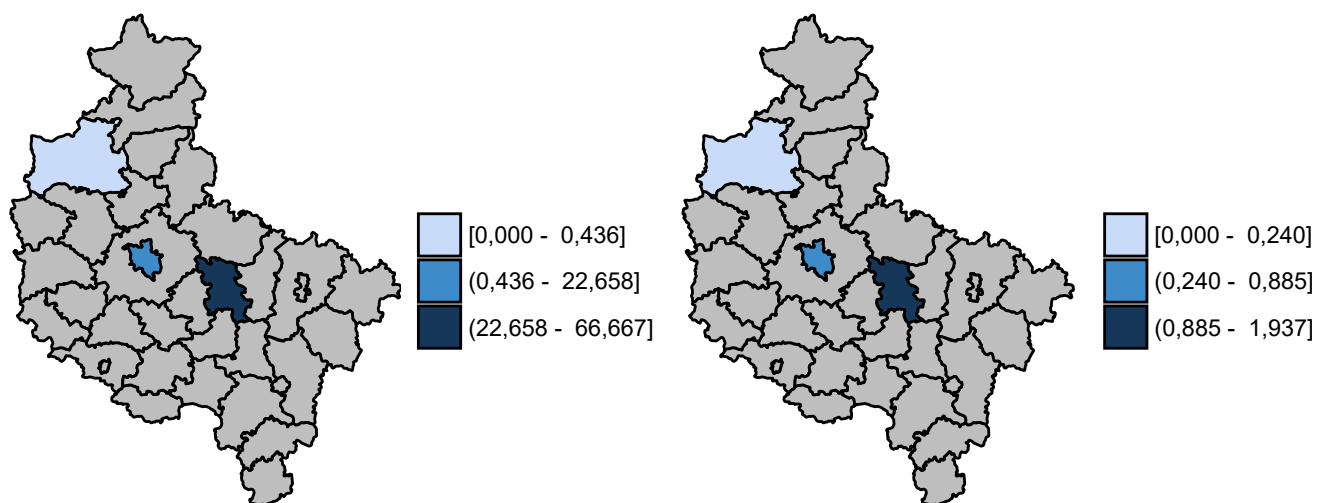 [0,000 - 0,436]
(0,436 - 22,658]
(22,658 - 66,667]
[0,000 - 0,240]
(0,240 - 0,885]
(0,885 - 1,937]